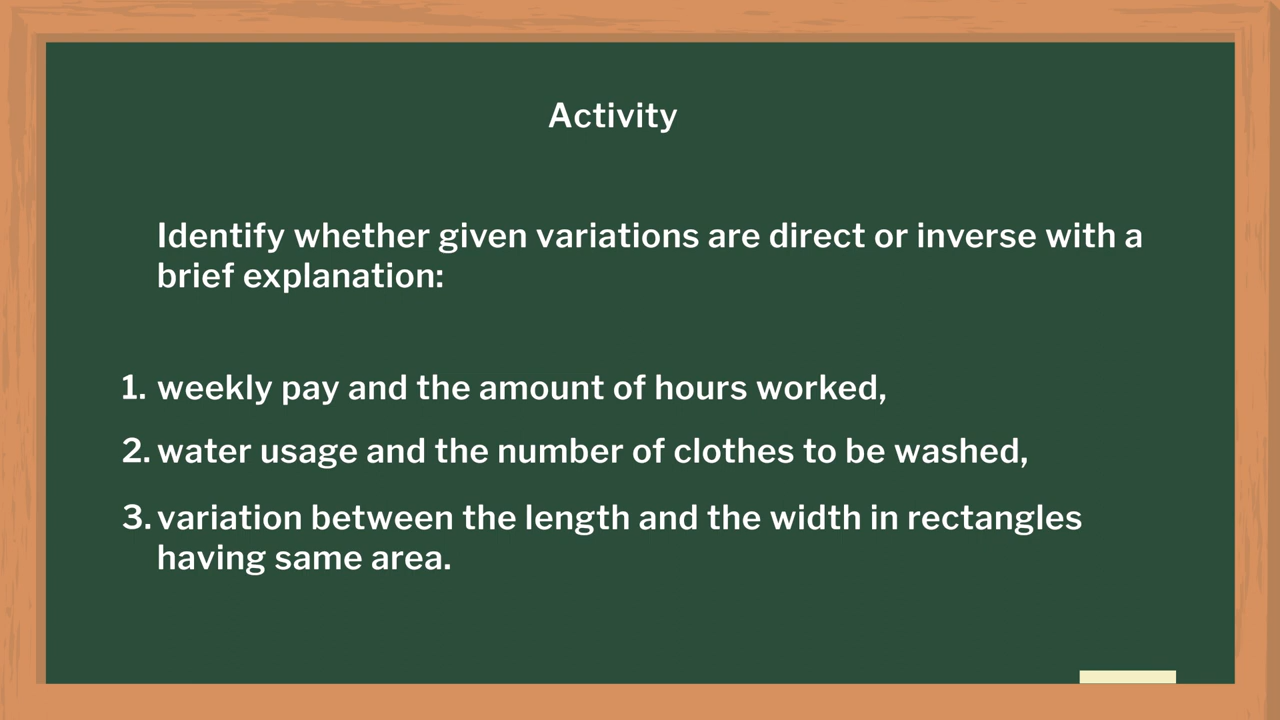 Activity
Identify whether given variations are direct or inverse with a
brief explanation:
1. weekly pay and the amount of hours worked,
2. water usage and the number of clothes to be washed,
3. variation between the length and the width in rectangles
having same area.